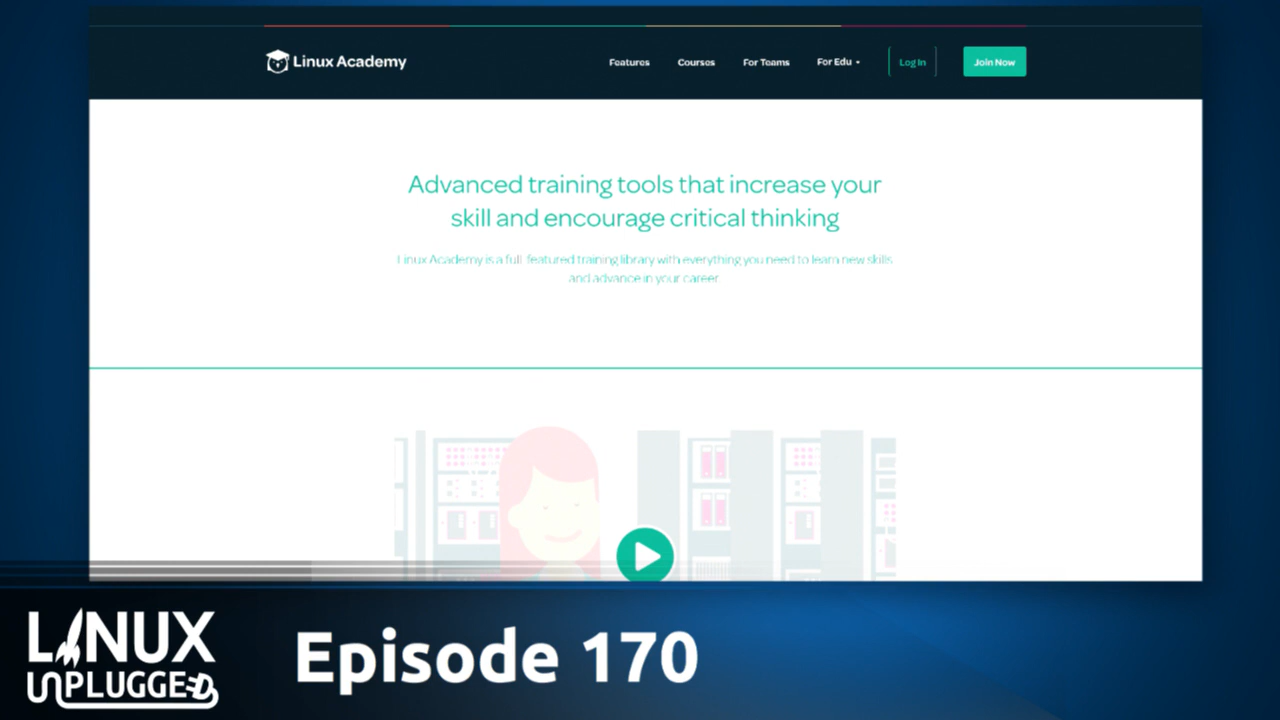 Linux Academy
Features Courses For Teams For Edu Log In Join Now
Advanced training tools that increase your
skill and encourage critical thinking
Linux Academy is a full featured training library with everything you need to learn new skills
and advance in your career
LINUX
UNPLUGGED
Episode 170